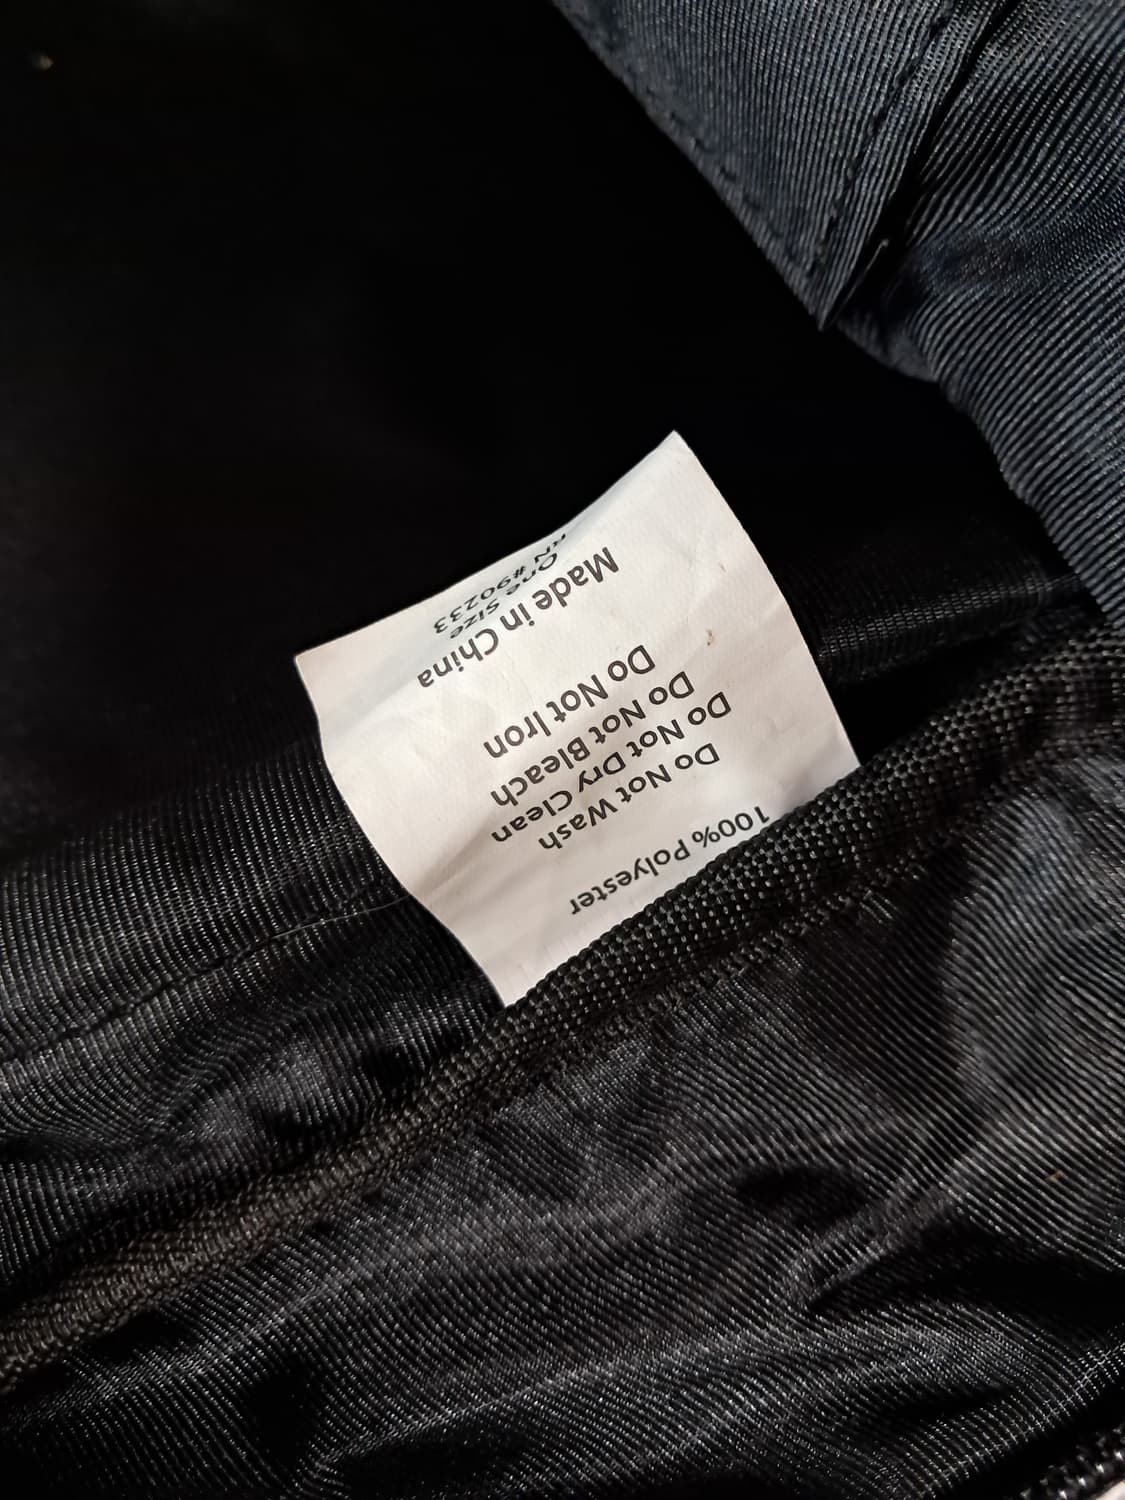 100% Polyester
Do Not Wash
Do Not Dry Clean
Do Not Bleach
Do Not Iron
Made in China
One size
RN #90233